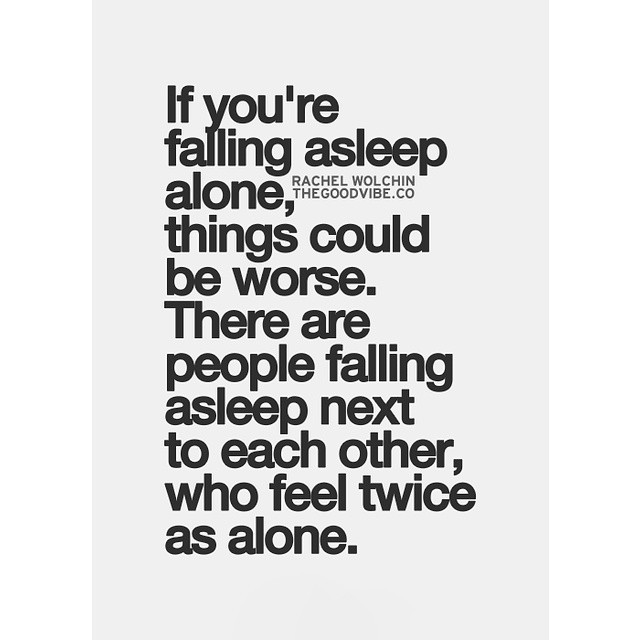 If you're
falling asleep
alone,
RACHEL WOLCHIN
THEGOODVIBE.CO
things could
be worse.
There are
people falling
asleep next
to each other,
who feel twice
as alone.